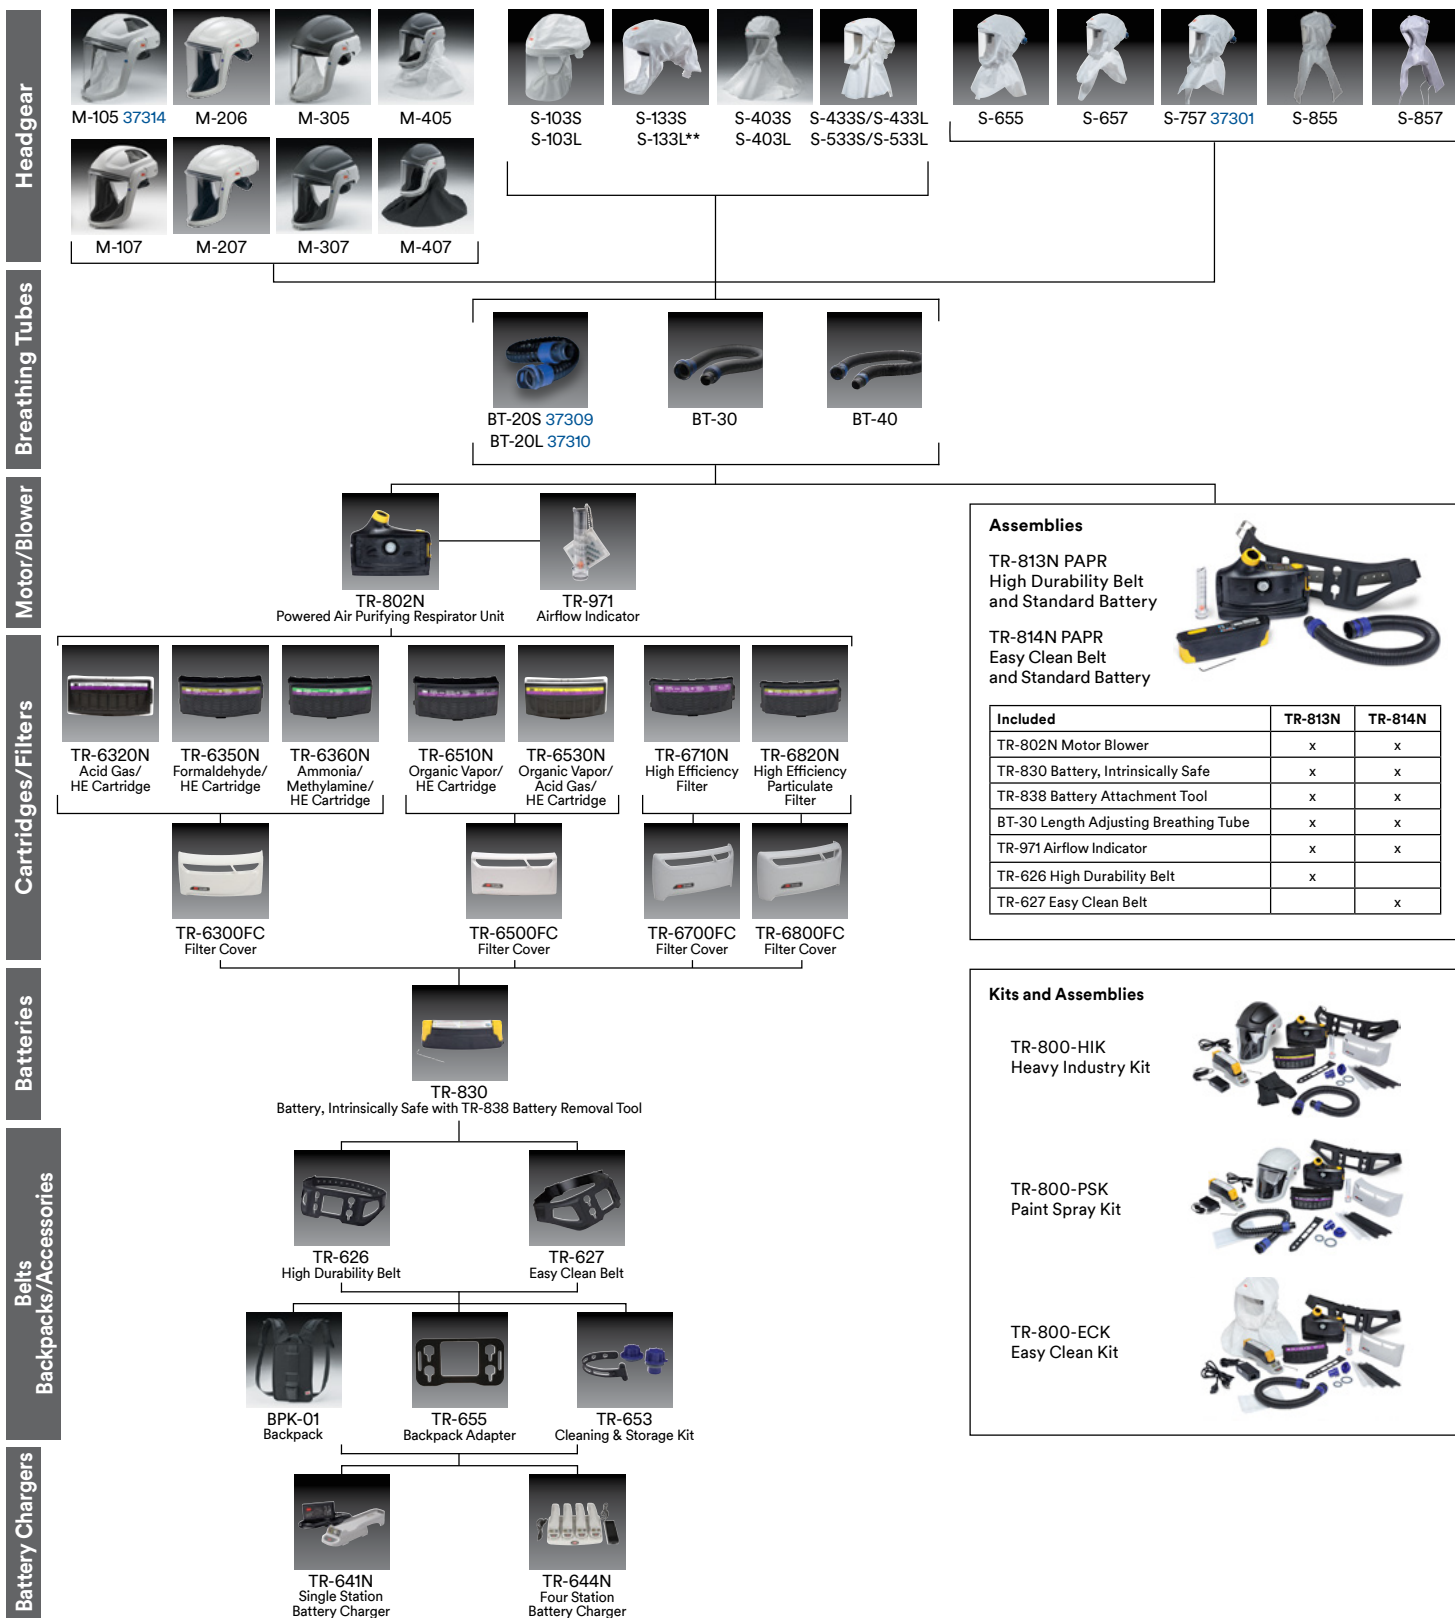 Headgear
M-105 37314
M-206
M-305
M-405
M-107
M-207
M-307
M-407
S-103S
S-103L
S-133S
S-133L**
S-403S
S-403L
S-433S/S-433L
S-533S/S-533L
S-655
S-657
S-757 37301
S-855
S-857
Breathing Tubes
BT-20S 37309
BT-20L 37310
BT-30
BT-40
Motor/Blower
TR-802N
Powered Air Purifying Respirator Unit
TR-971
Airflow Indicator
Cartridges/Filters
TR-6320N
Acid Gas/
HE Cartridge
TR-6350N
Formaldehyde/
HE Cartridge
TR-6360N
Ammonia/
Methylamine/
HE Cartridge
TR-6510N
Organic Vapor/
HE Cartridge
TR-6530N
Organic Vapor/
Acid Gas/
HE Cartridge
TR-6710N
High Efficiency
Filter
TR-6820N
High Efficiency
Particulate
Filter
TR-6300FC
Filter Cover
TR-6500FC
Filter Cover
TR-6700FC
Filter Cover
TR-6800FC
Filter Cover
Batteries
TR-830
Battery, Intrinsically Safe with TR-838 Battery Removal Tool
Belts
Backpacks/Accessories
TR-626
High Durability Belt
TR-627
Easy Clean Belt
BPK-01
Backpack
TR-655
Backpack Adapter
TR-653
Cleaning & Storage Kit
Battery Chargers
TR-641N
Single Station
Battery Charger
TR-644N
Four Station
Battery Charger
Assemblies
TR-813N PAPR
High Durability Belt
and Standard Battery
TR-814N PAPR
Easy Clean Belt
and Standard Battery
Included TR-813N TR-814N
TR-802N Motor Blower x x
TR-830 Battery, Intrinsically Safe x x
TR-838 Battery Attachment Tool x x
BT-30 Length Adjusting Breathing Tube x x
TR-971 Airflow Indicator x x
TR-626 High Durability Belt x
TR-627 Easy Clean Belt x
Kits and Assemblies
TR-800-HIK
Heavy Industry Kit
TR-800-PSK
Paint Spray Kit
TR-800-ECK
Easy Clean Kit